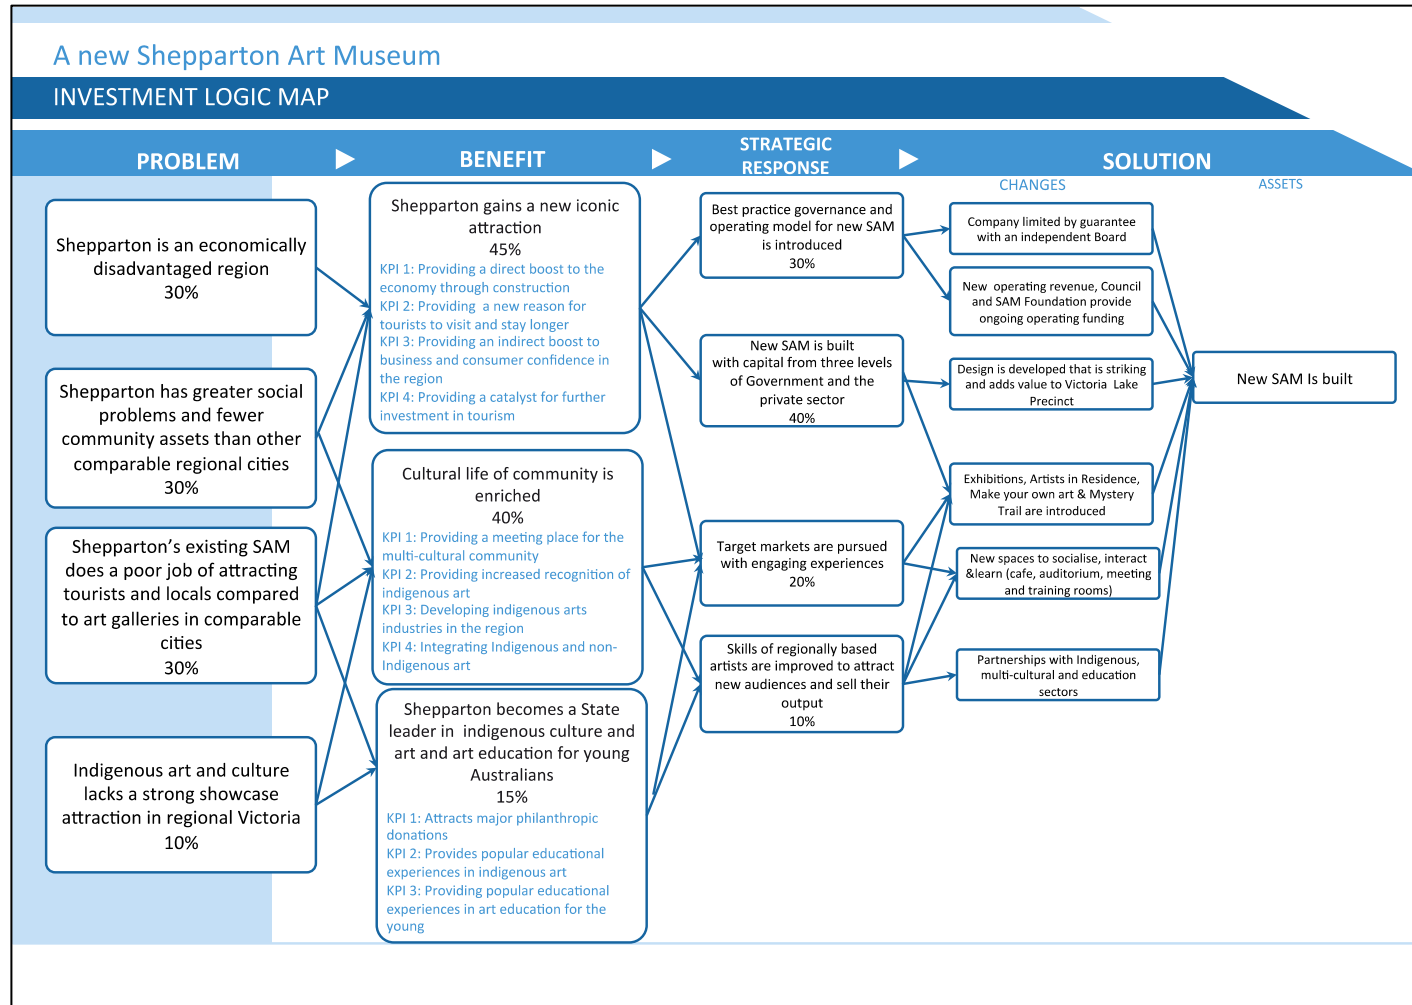 A new Shepparton Art Museum
INVESTMENT LOGIC MAP
PROBLEM
BENEFIT
STRATEGIC
RESPONSE
SOLUTION
CHANGES
ASSETS
Shepparton is an economically
disadvantaged region
30%
Shepparton has greater social
problems and fewer
community assets than other
comparable regional cities
30%
Shepparton’s existing SAM
does a poor job of attracting
tourists and locals compared
to art galleries in comparable
cities
30%
Indigenous art and culture
lacks a strong showcase
attraction in regional Victoria
10%
Shepparton gains a new iconic
attraction
45%
KPI 1: Providing a direct boost to the
economy through construction
KPI 2: Providing  a new reason for
tourists to visit and stay longer
KPI 3: Providing an indirect boost to
business and consumer confidence in
the region
KPI 4: Providing a catalyst for further
investment in tourism
Cultural life of community is
enriched
40%
KPI 1: Providing a meeting place for the
multi-cultural community
KPI 2: Providing increased recognition of
indigenous art
KPI 3: Developing indigenous arts
industries in the region
KPI 4: Integrating Indigenous and non-
Indigenous art
Shepparton becomes a State
leader in  indigenous culture and
art and art education for young
Australians
15%
KPI 1: Attracts major philanthropic
donations
KPI 2: Provides popular educational
experiences in indigenous art
KPI 3: Providing popular educational
experiences in art education for the
young
Best practice governance and
operating model for new SAM
is introduced
30%
New SAM is built
with capital from three levels
of Government and the
private sector
40%
Target markets are pursued
with engaging experiences
20%
Skills of regionally based
artists are improved to attract
new audiences and sell their
output
10%
Company limited by guarantee
with an independent Board
New  operating revenue, Council
and SAM Foundation provide
ongoing operating funding
Design is developed that is striking
and adds value to Victoria  Lake
Precinct
Exhibitions, Artists in Residence,
Make your own art & Mystery
Trail are introduced
New spaces to socialise, interact
&learn (cafe, auditorium, meeting
and training rooms)
Partnerships with Indigenous,
multi-cultural and education
sectors
New SAM Is built